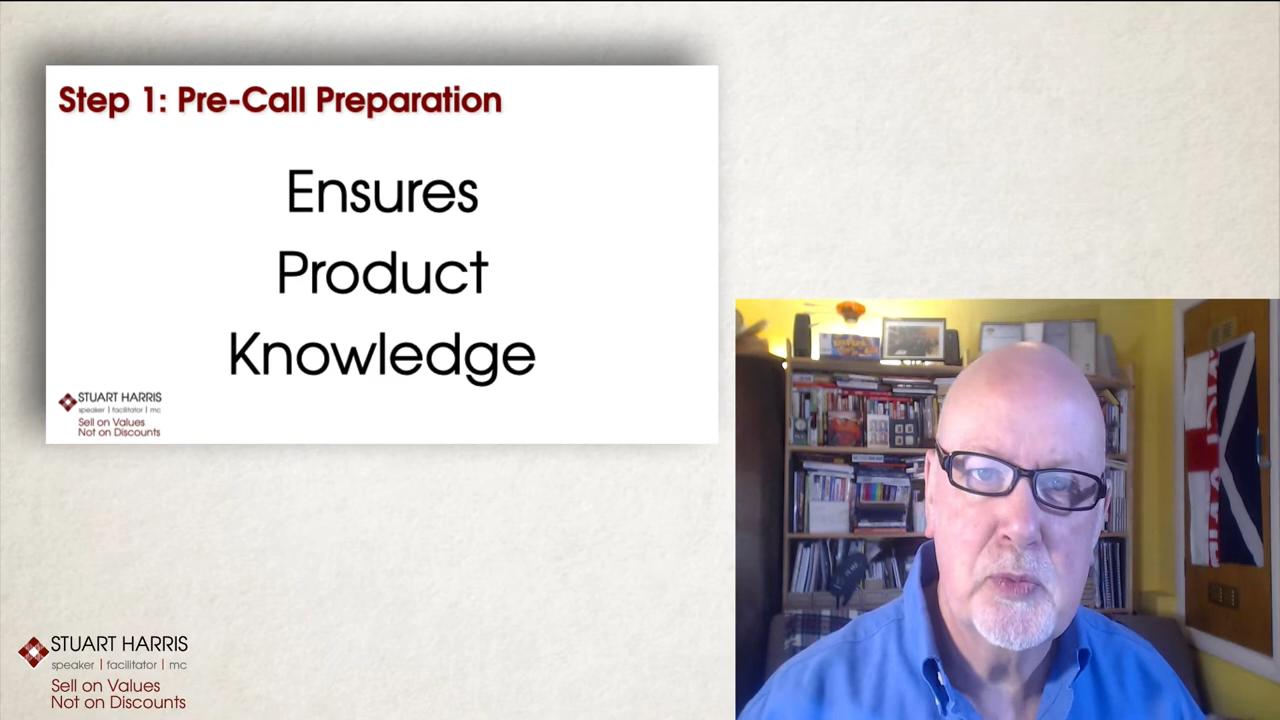 Step 1: Pre-Call Preparation
Ensures
Product
Knowledge
STUART HARRIS
speaker | facilitator | mc
Sell on Values
Not on Discounts
STUART HARRIS
speaker | facilitator | mc
Sell on Values
Not on Discounts